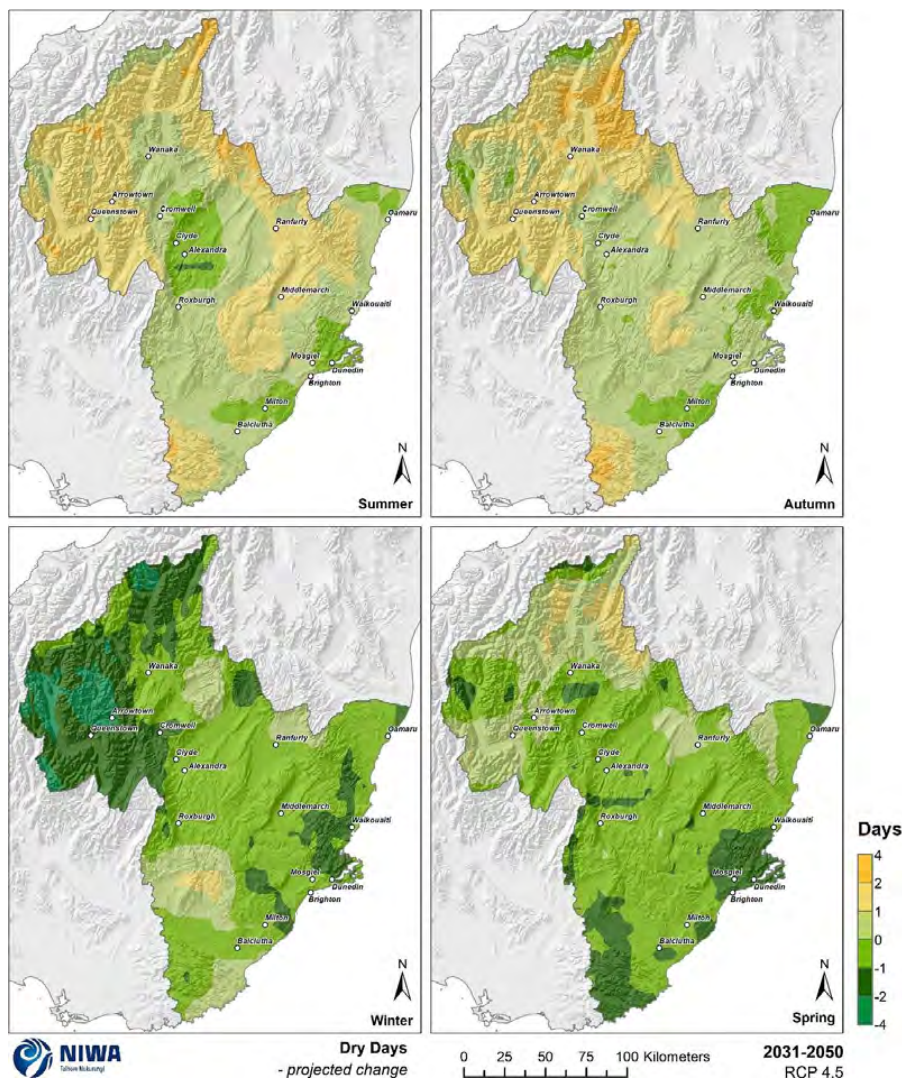 Wanaka
Arrowtown
Queenstown
Cromwell
Clyde
Alexandra
Ranfurly
Oamaru
Roxburgh
Middlemarch
Waikouaiti
Mosgiel
Dunedin
Brighton
Milton
Balclutha
N
Summer
Wanaka
Arrowtown
Queenstown
Cromwell
Clyde
Alexandra
Ranfurly
Oamaru
Roxburgh
Middlemarch
Waikouaiti
Mosgiel
Dunedin
Brighton
Milton
Balclutha
N
Autumn
Wanaka
Arrowtown
Queenstown
Cromwell
Clyde
Alexandra
Ranfurly
Oamaru
Roxburgh
Middlemarch
Waikouaiti
Mosgiel
Dunedin
Brighton
Milton
Balclutha
N
Winter
Wanaka
Arrowtown
Queenstown
Cromwell
Clyde
Alexandra
Ranfurly
Oamaru
Roxburgh
Middlemarch
Waikouaiti
Mosgiel
Dunedin
Brighton
Milton
Balclutha
N
Spring
Days
4
2
1
0
-1
-2
-4
NIWA
Taihoro Nukurangi
Dry Days
- projected change
0 25 50 75 100 Kilometers
2031-2050
RCP 4.5